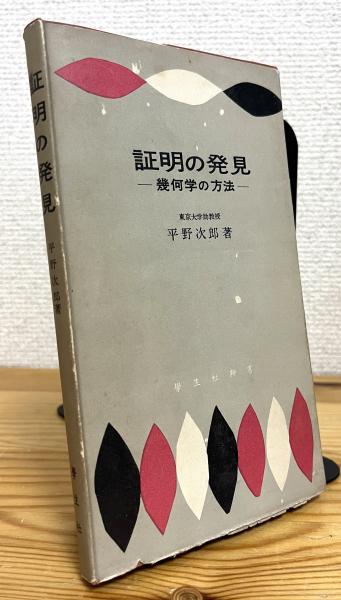 証明の発見
―幾何学の方法―
東京大学助教授
平野次郎著
學生社新書
証明の発見
平野次郎著
學生社